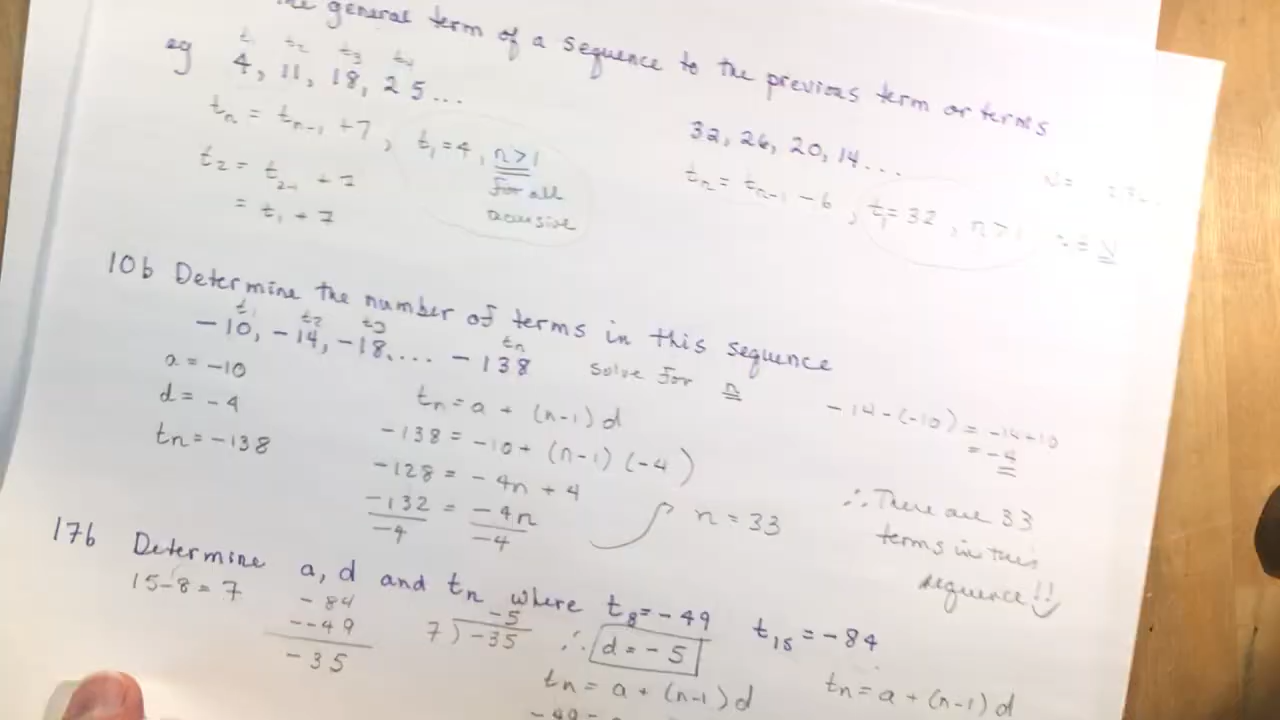 the general term of a sequence to the previous term or terms
eg t₁ t₂ t₃ t₄
4, 11, 18, 25...
tₙ = tₙ₋₁ + 7, t₁ = 4, n > 1
for all
recursive
t₂ = t₂₋₁ + 7
= t₁ + 7
32, 26, 20, 14...
tₙ = tₙ₋₁ - 6, t₁ = 32, n > 1
10b Determine the number of terms in this sequence
t₁ t₂ t₃ tₙ
-10, -14, -18, ... -138 solve for n
a = -10
d = -4
tₙ = -138
tₙ = a + (n-1)d
-138 = -10 + (n-1)(-4)
-128 = -4n + 4
-132 = -4n
-4 -4
n = 33
-14-(-10) = -14+10
= -4
∴ There are 33
terms in this
sequence!!
17b Determine a, d and tₙ where t₈ = -49 t₁₅ = -84
15-8 = 7
-84
--49
-35
-5
7)-35
∴ d = -5
tₙ = a + (n-1)d
tₙ = a + (n-1)d